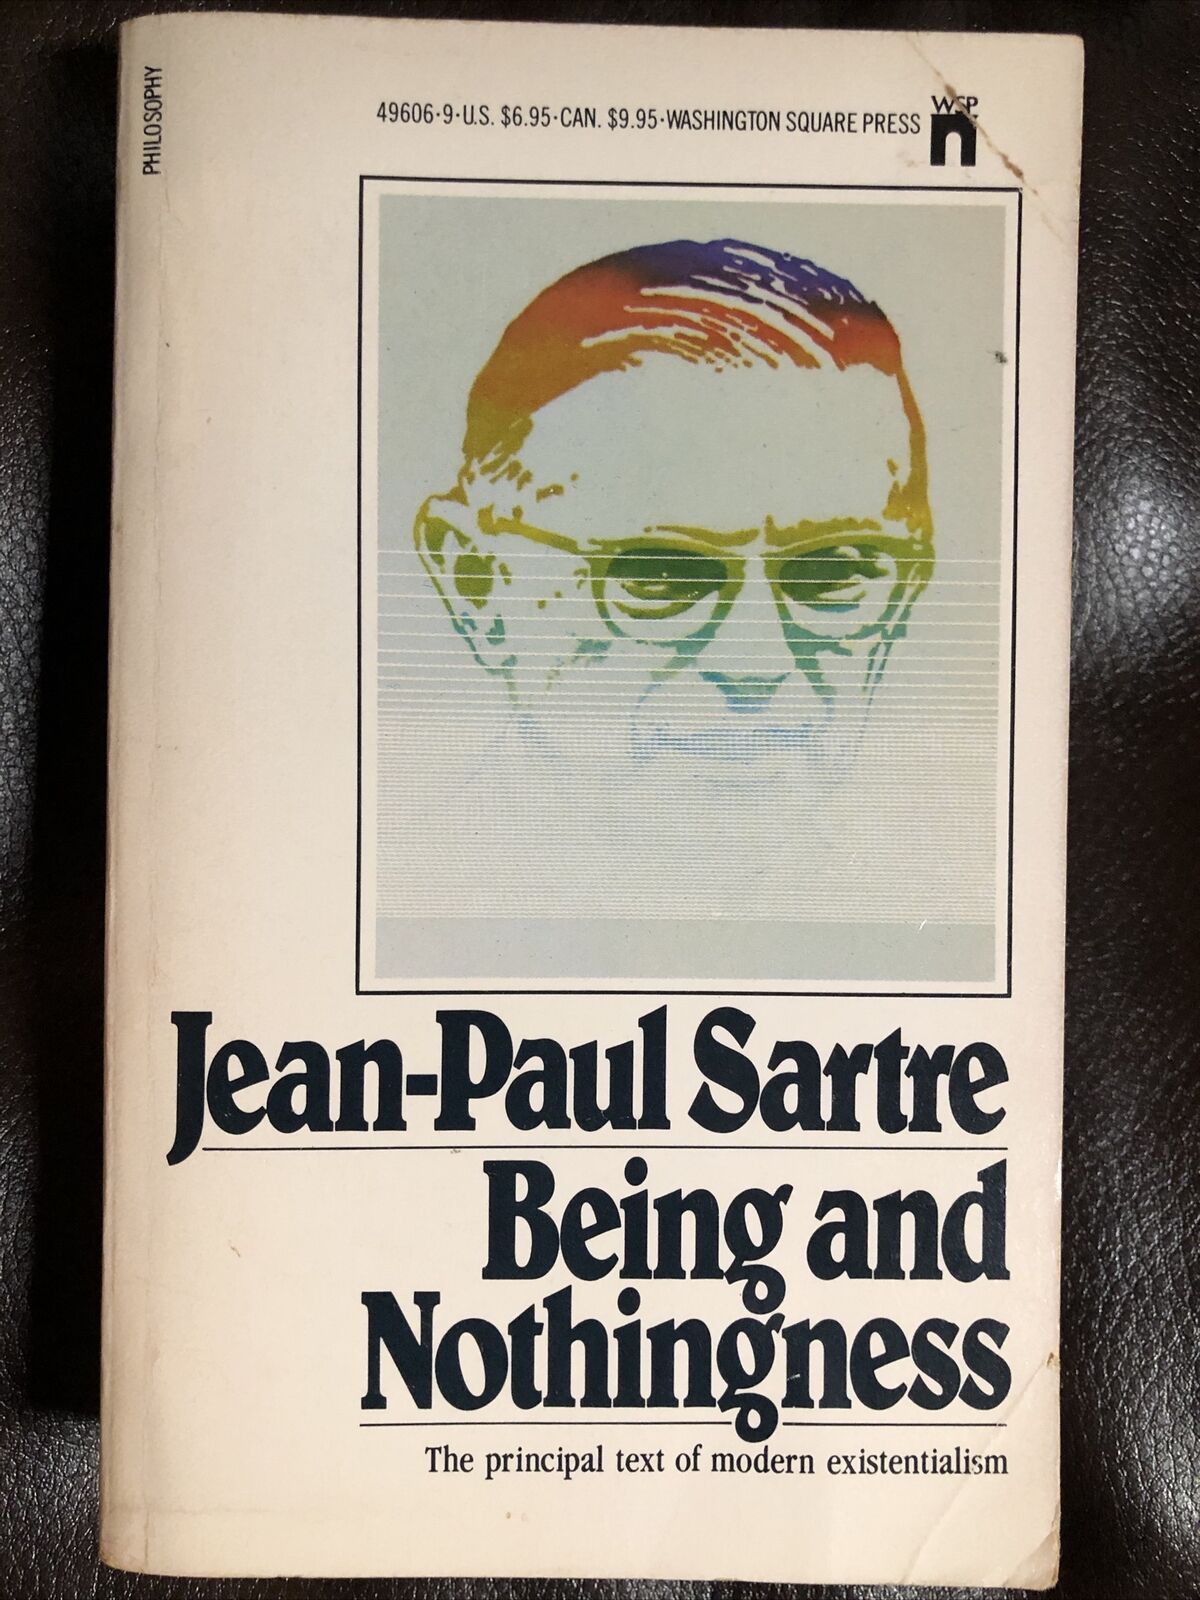 PHILOSOPHY
49606·9·U.S. $6.95·CAN. $9.95·WASHINGTON SQUARE PRESS
WSP
Jean-Paul Sartre
Being and
Nothingness
The principal text of modern existentialism